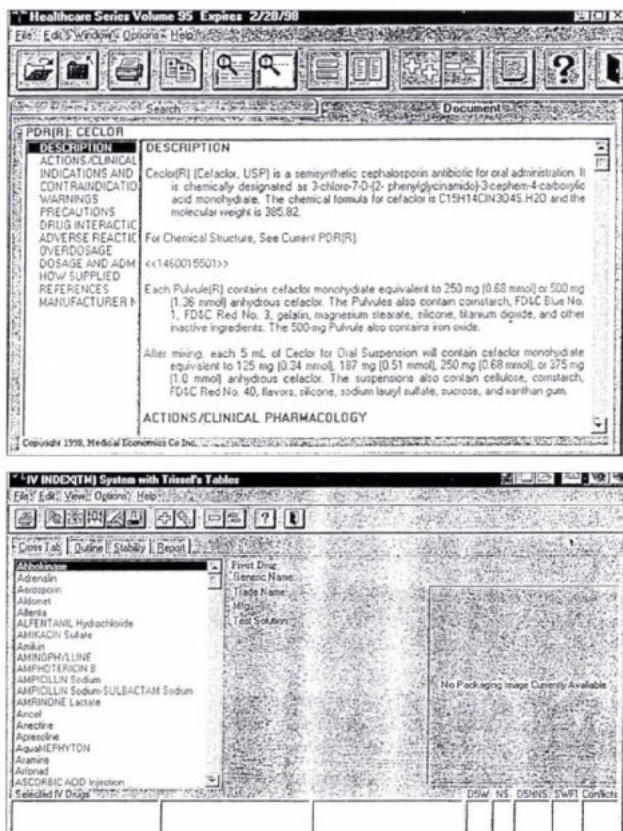 Healthcare Series Volume 95 Expires 2/28/98
File Edit Window Options Help
Search Document
PDR(R): CECLOR
DESCRIPTION
ACTIONS/CLINICAL
INDICATIONS AND
CONTRAINDICATIO
WARNINGS
PRECAUTIONS
DRUG INTERACTIC
ADVERSE REACTIC
OVERDOSAGE
DOSAGE AND ADM
HOW SUPPLIED
REFERENCES
MANUFACTURER N
DESCRIPTION
Ceclor(R) (Cefaclor, USP) is a semisynthetic cephalosporin antibiotic for oral administration. It
is chemically designated as 3-chloro-7-D-(2- phenylglycinamido)-3-cephem-4-carboxylic
acid monohydrate. The chemical formula for cefaclor is C15H14ClN3O4S.H2O and the
molecular weight is 385.82.
For Chemical Structure, See Current PDR(R).
<<1460015501>>
Each Pulvule(R) contains cefaclor monohydrate equivalent to 250 mg (0.68 mmol) or 500 mg
(1.36 mmol) anhydrous cefaclor. The Pulvules also contain cornstarch, FD&C Blue No.
1, FD&C Red No. 3, gelatin, magnesium stearate, silicone, titanium dioxide, and other
inactive ingredients. The 500-mg Pulvule also contains iron oxide.
After mixing, each 5 mL of Ceclor for Oral Suspension will contain cefaclor monohydrate
equivalent to 125 mg (0.34 mmol), 187 mg (0.51 mmol), 250 mg (0.68 mmol), or 375 mg
(1.0 mmol) anhydrous cefaclor. The suspensions also contain cellulose, cornstarch,
FD&C Red No. 40, flavors, silicone, sodium lauryl sulfate, sucrose, and xanthan gum.
ACTIONS/CLINICAL PHARMACOLOGY
Copyright 1998, Medical Economics Co Inc.
IV INDEX(TM) System with Trissel's Tables
File Edit View Options Help
Cross Tab Outline Stability Report
Abbokinase
Adrenalin
Aerosporin
Aldomet
Alfenta
ALFENTANIL Hydrochloride
AMIKACIN Sulfate
Amikin
AMINOPHYLLINE
AMPHOTERICIN B
AMPICILLIN Sodium
AMPICILLIN Sodium-SULBACTAM Sodium
AMRINONE Lactate
Ancef
Anectine
Apresoline
AquaMEPHYTON
Aramine
Arfonad
ASCORBIC ACID Injection
Pivot Drug
Generic Name:
Trade Name:
Mfg:
Test Solution:
No Packaging Image Currently Available
Selected IV Drugs D5W NS D5½NS SWFI Conflicts